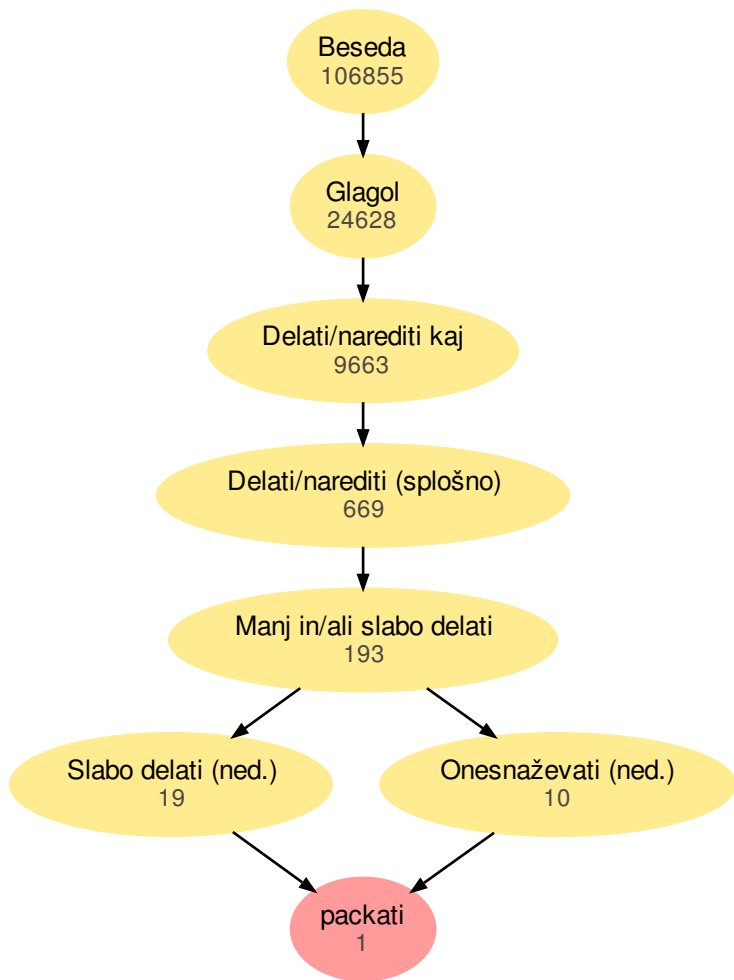 Beseda
106855
Glagol
24628
Delati/narediti kaj
9663
Delati/narediti (splošno)
669
Manj in/ali slabo delati
193
Slabo delati (ned.)
19
Onesnaževati (ned.)
10
packati
1